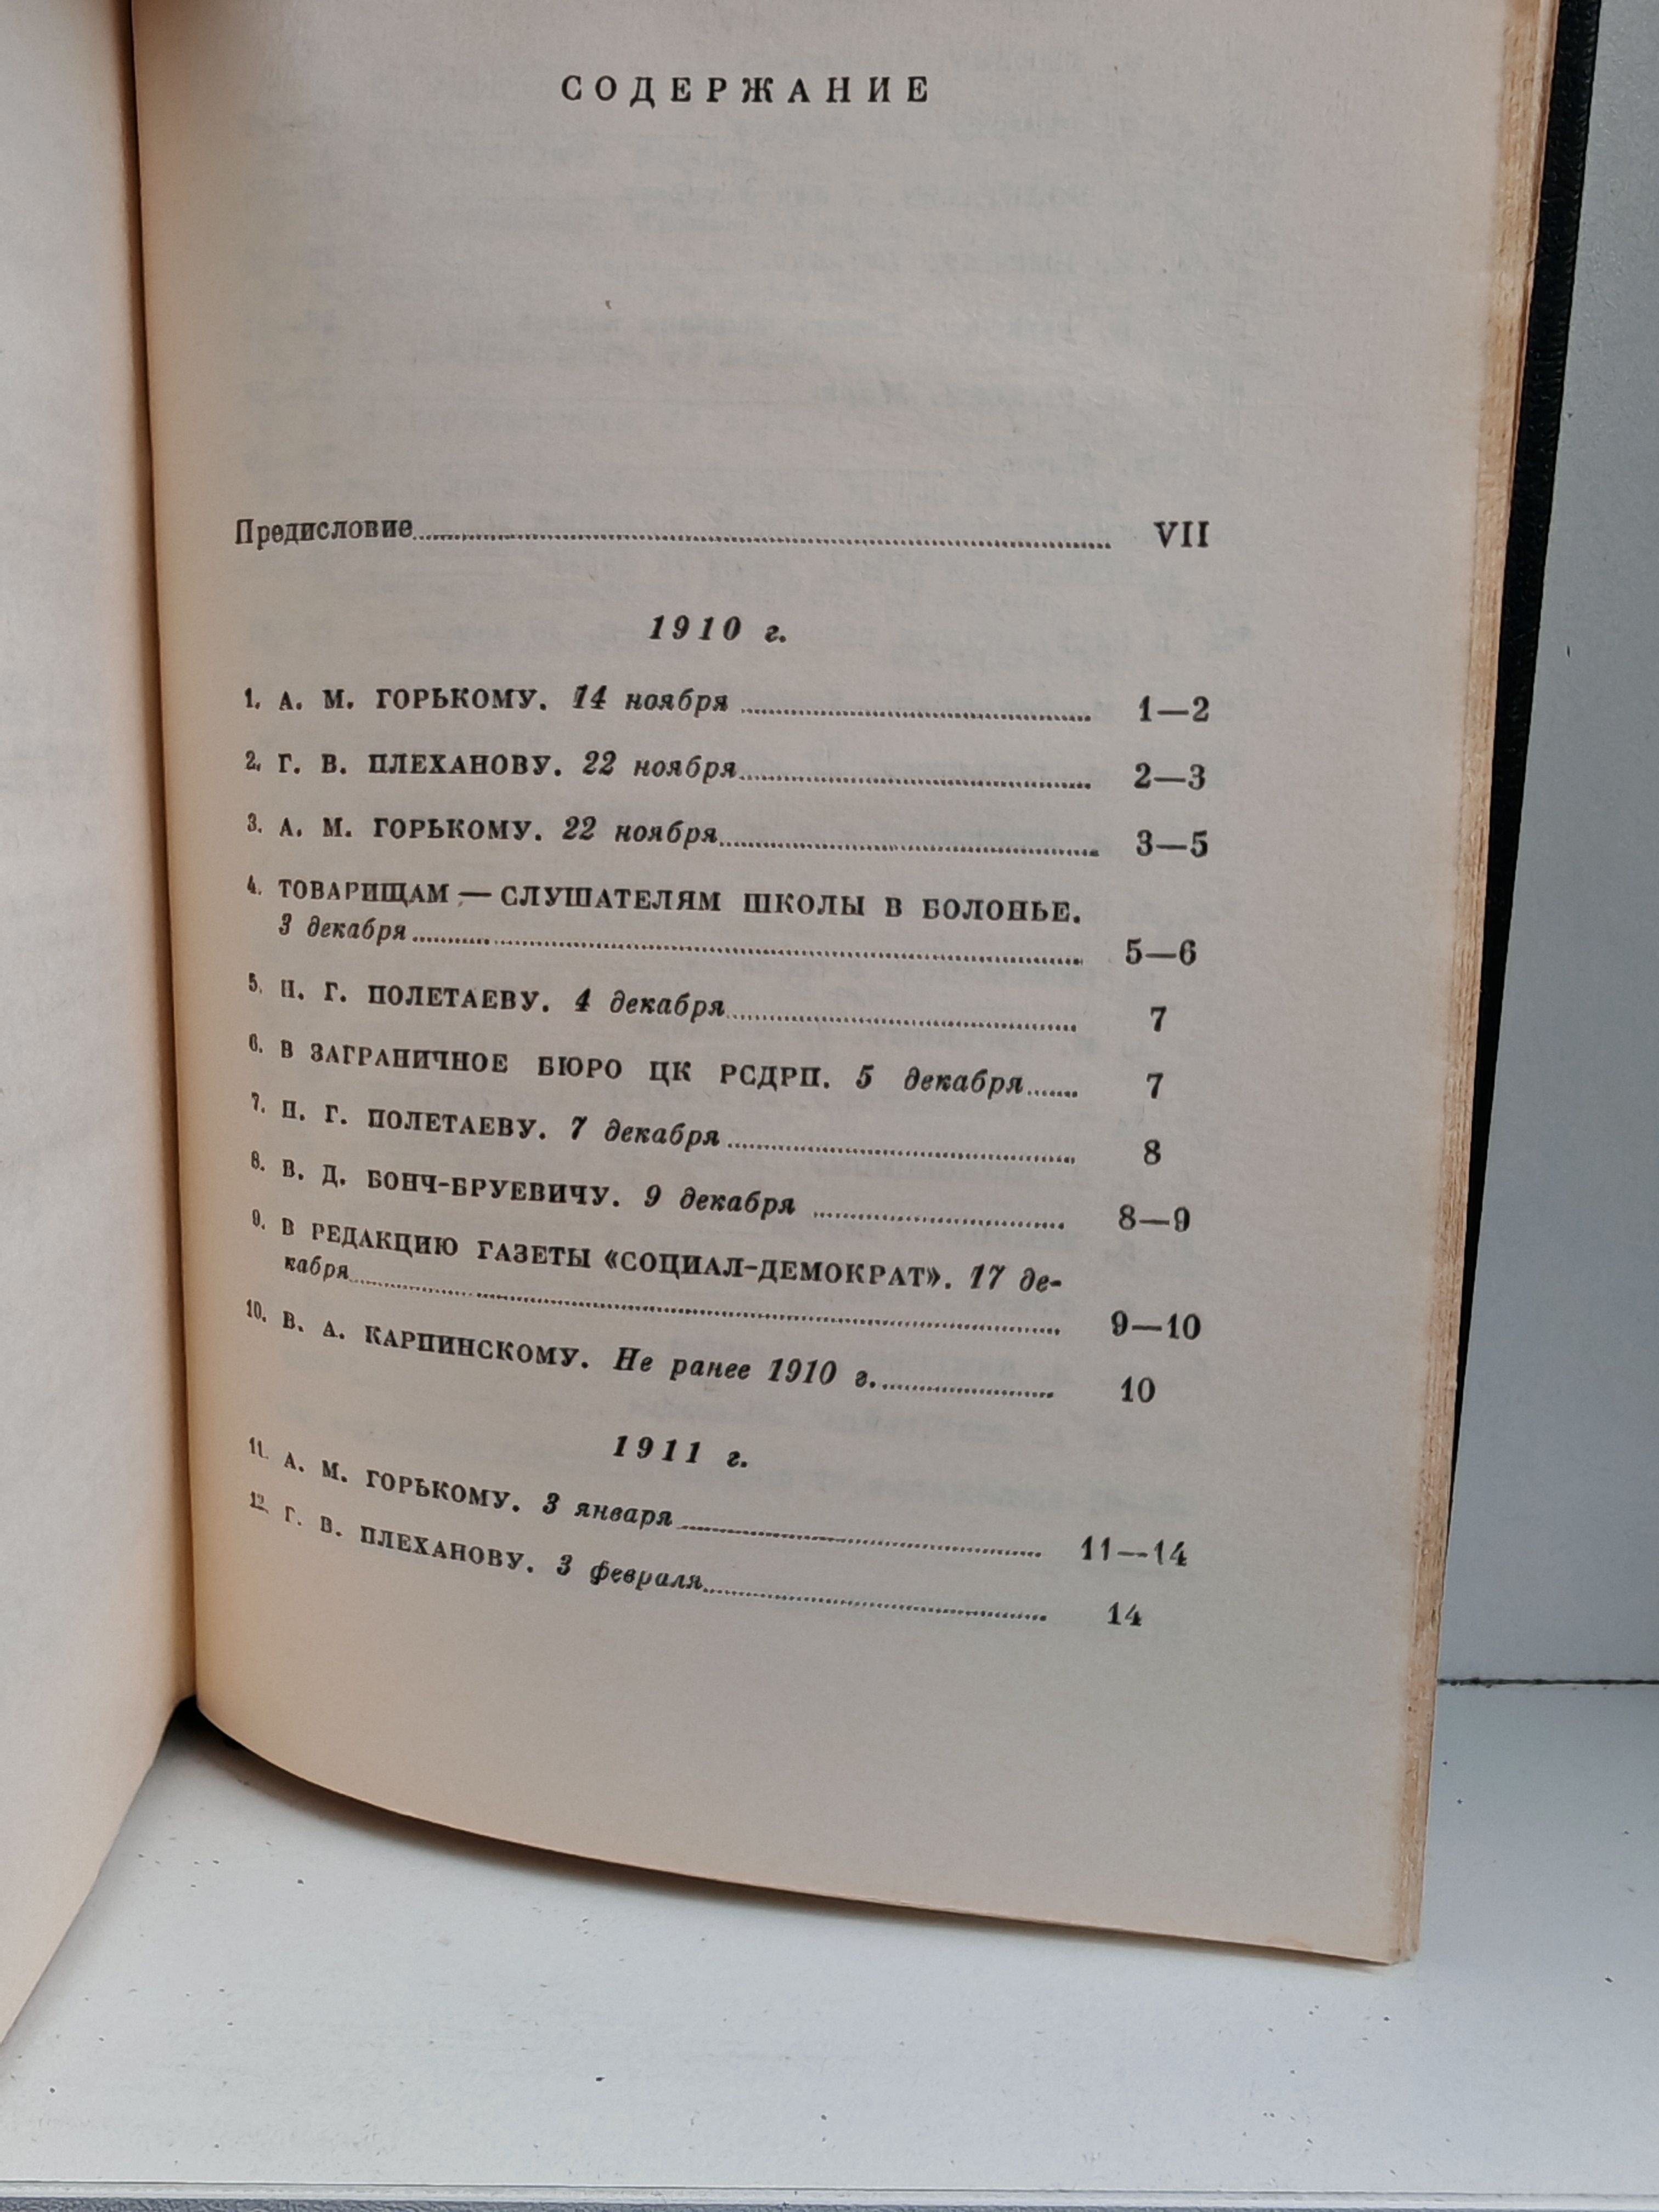 СОДЕРЖАНИЕ
Предисловие VII
1910 г.
1. А. М. ГОРЬКОМУ. 14 ноября 1—2
2. Г. В. ПЛЕХАНОВУ. 22 ноября 2—3
3. А. М. ГОРЬКОМУ. 22 ноября 3—5
4. ТОВАРИЩАМ — СЛУШАТЕЛЯМ ШКОЛЫ В БОЛОНЬЕ.
3 декабря 5—6
5. Н. Г. ПОЛЕТАЕВУ. 4 декабря 7
6. В ЗАГРАНИЧНОЕ БЮРО ЦК РСДРП. 5 декабря 7
7. Н. Г. ПОЛЕТАЕВУ. 7 декабря 8
8. В. Д. БОНЧ-БРУЕВИЧУ. 9 декабря 8—9
9. В РЕДАКЦИЮ ГАЗЕТЫ «СОЦИАЛ-ДЕМОКРАТ». 17 де-
кабря 9—10
10. В. А. КАРПИНСКОМУ. Не ранее 1910 г. 10
1911 г.
11. А. М. ГОРЬКОМУ. 3 января 11—14
12. Г. В. ПЛЕХАНОВУ. 3 февраля 14